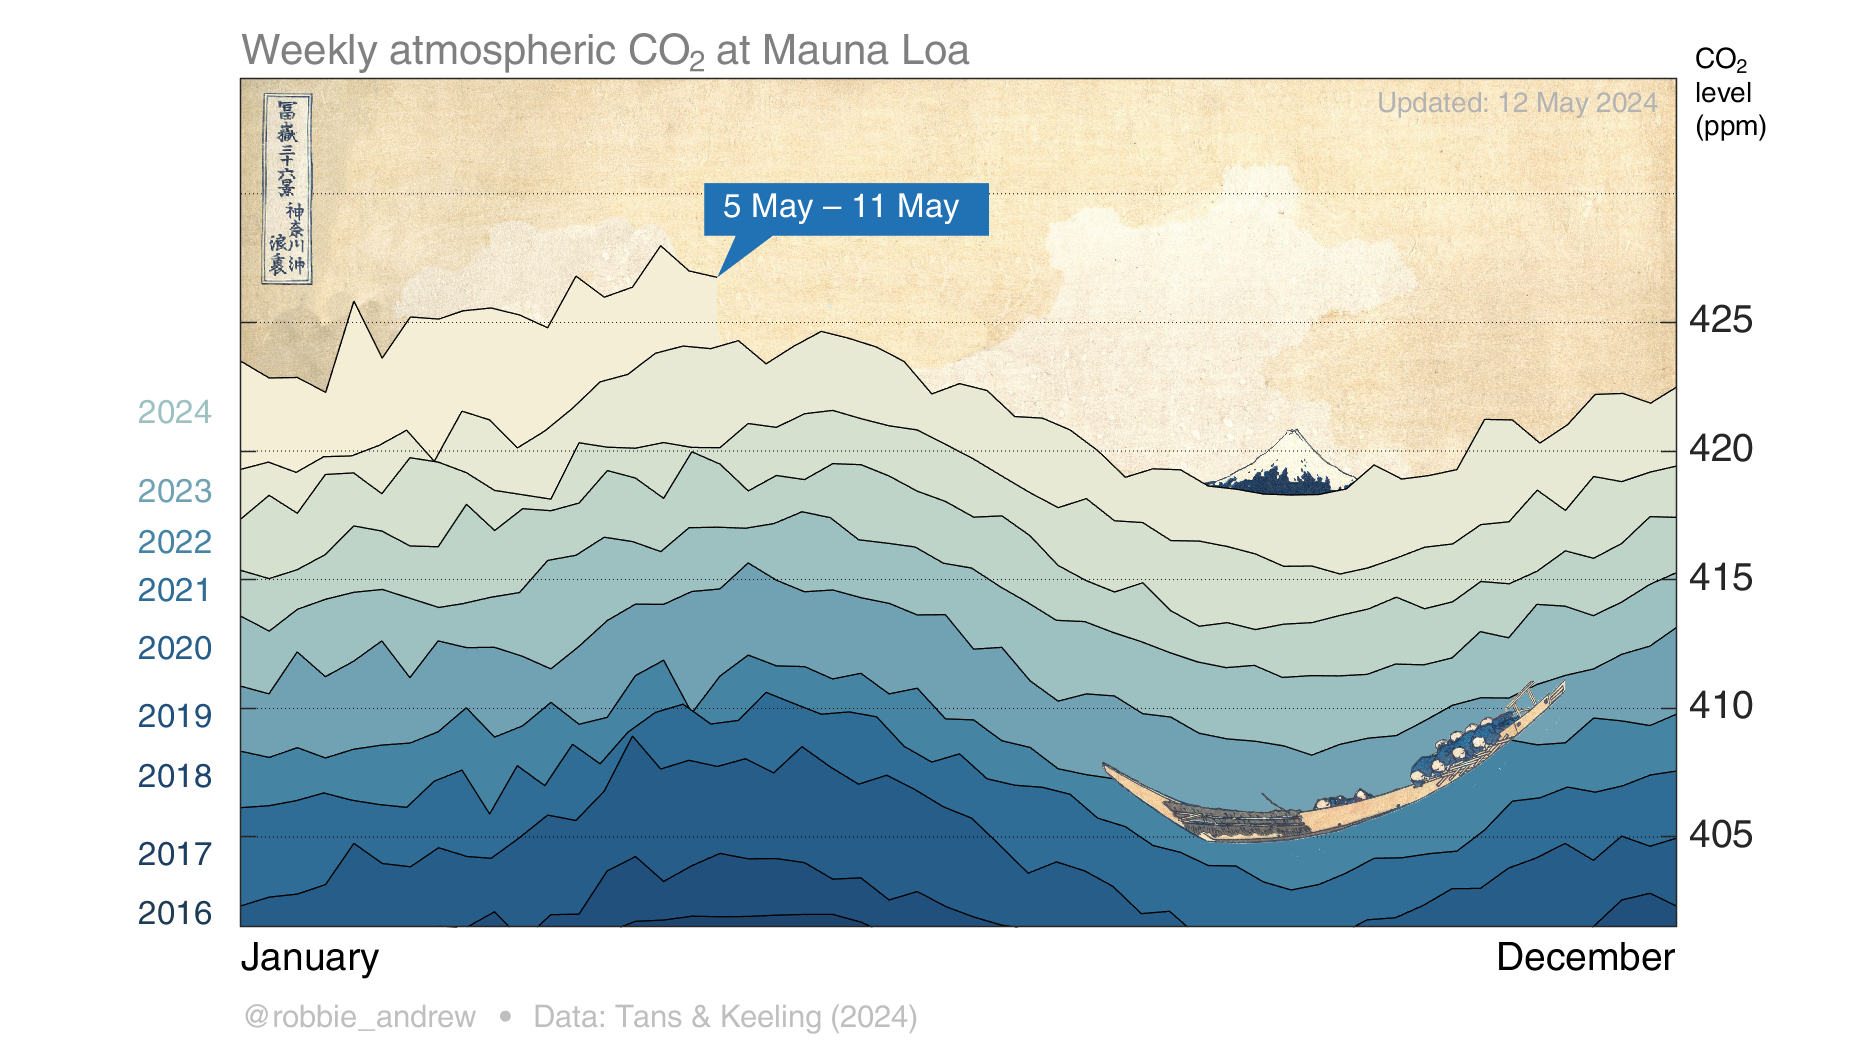 Weekly atmospheric CO₂ at Mauna Loa
CO₂
level
(ppm)
Updated: 12 May 2024
冨嶽三十六景
神奈川沖
浪裏
5 May – 11 May
425
2024
420
2023
2022
415
2021
2020
410
2019
2018
405
2017
2016
January
December
@robbie_andrew • Data: Tans & Keeling (2024)